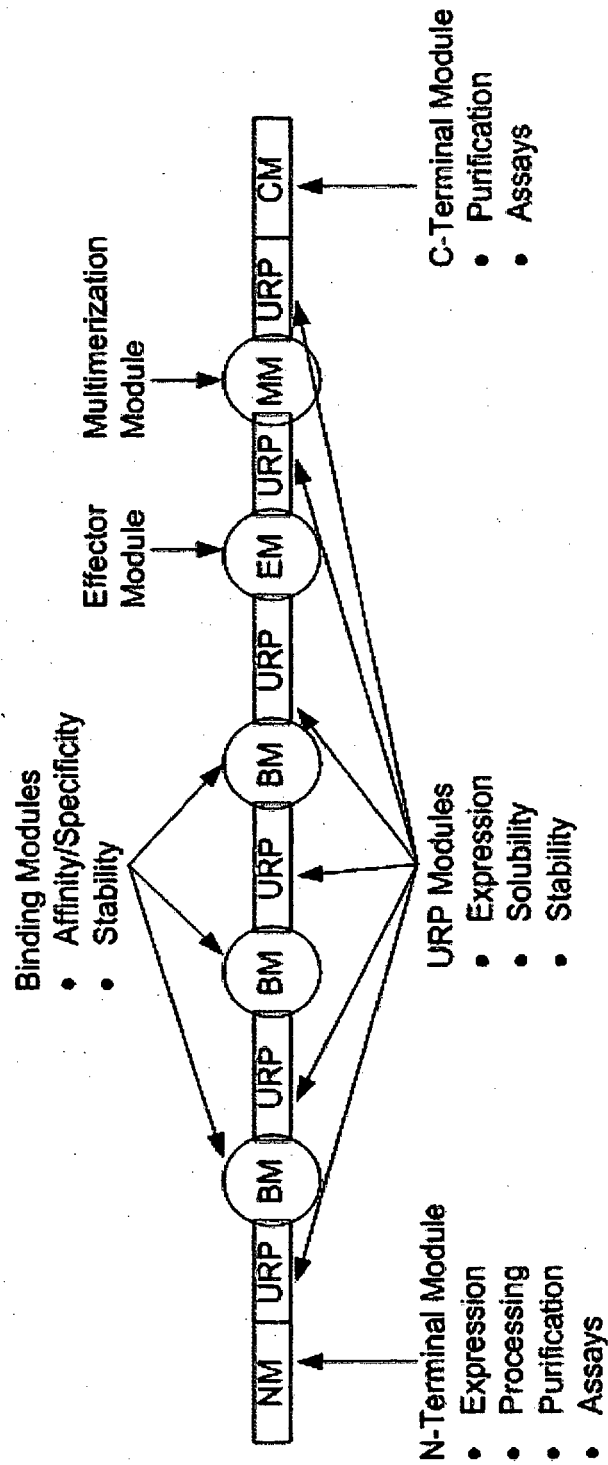 Binding Modules
• Affinity/Specificity
• Stability
Effector
Module
Multimerization
Module
NM URP BM URP BM URP BM URP EM URP MM URP CM
N-Terminal Module
• Expression
• Processing
• Purification
• Assays
URP Modules
• Expression
• Solubility
• Stability
C-Terminal Module
• Purification
• Assays